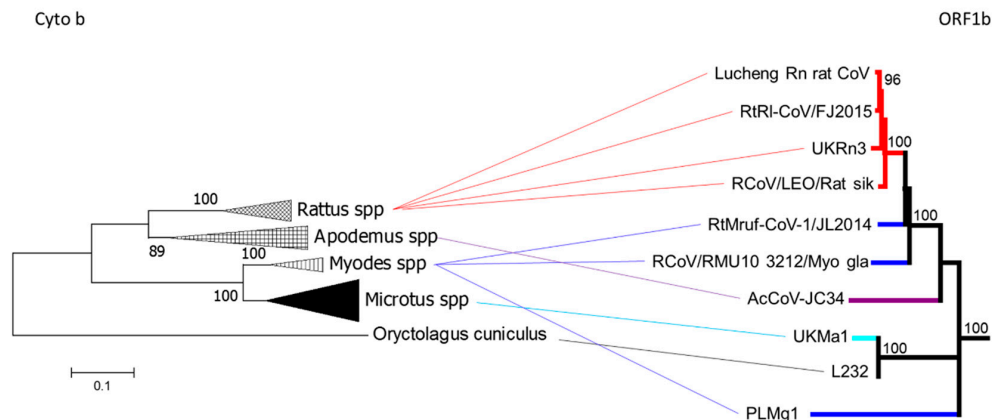 Cyto b
ORF1b
Lucheng Rn rat CoV
96
RtRl-CoV/FJ2015
UKRn3
100
RCoV/LEO/Rat sik
100
Rattus spp
RtMruf-CoV-1/JL2014
100
Apodemus spp
89
100
Myodes spp
RCoV/RMU10 3212/Myo gla
100
Microtus spp
AcCoV-JC34
Oryctolagus cuniculus
UKMa1
100
100
L232
0.1
PLMg1